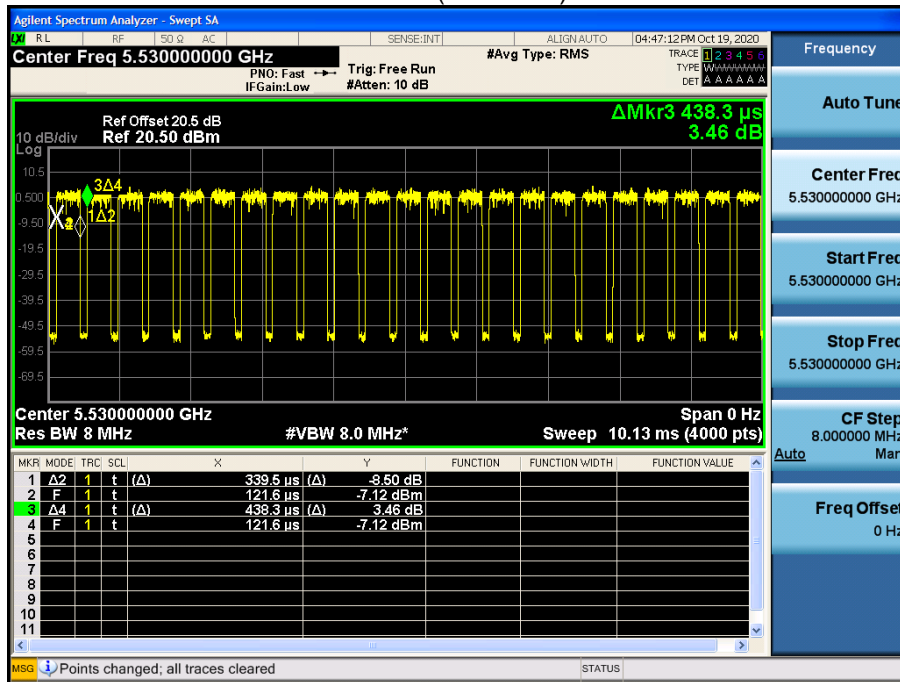 Agilent Spectrum Analyzer - Swept SA
LXI RL RF 50 Ω AC SENSE:INT ALIGN AUTO 04:47:12 PM Oct 19, 2020
Center Freq 5.530000000 GHz #Avg Type: RMS TRACE 1 2 3 4 5 6
PNO: Fast Trig: Free Run TYPE WWWWWW
IFGain:Low #Atten: 10 dB DET A A A A A A
Frequency
Ref Offset 20.5 dB ΔMkr3 438.3 µs
10 dB/div Ref 20.50 dBm 3.46 dB
Log
10.5
0.500
-9.50
-19.5
-29.5
-39.5
-49.5
-59.5
-69.5
3Δ4
1Δ2
Center 5.530000000 GHz Span 0 Hz
Res BW 8 MHz #VBW 8.0 MHz* Sweep 10.13 ms (4000 pts)
MKR MODE TRC SCL X Y FUNCTION FUNCTION WIDTH FUNCTION VALUE
1 Δ2 1 t (Δ) 339.5 µs (Δ) -8.50 dB
2 F 1 t 121.6 µs -7.12 dBm
3 Δ4 1 t (Δ) 438.3 µs (Δ) 3.46 dB
4 F 1 t 121.6 µs -7.12 dBm
5
6
7
8
9
10
11
MSG Points changed; all traces cleared STATUS
Auto Tune
Center Freq
5.530000000 GHz
Start Freq
5.530000000 GHz
Stop Freq
5.530000000 GHz
CF Step
8.000000 MHz
Auto Man
Freq Offset
0 Hz